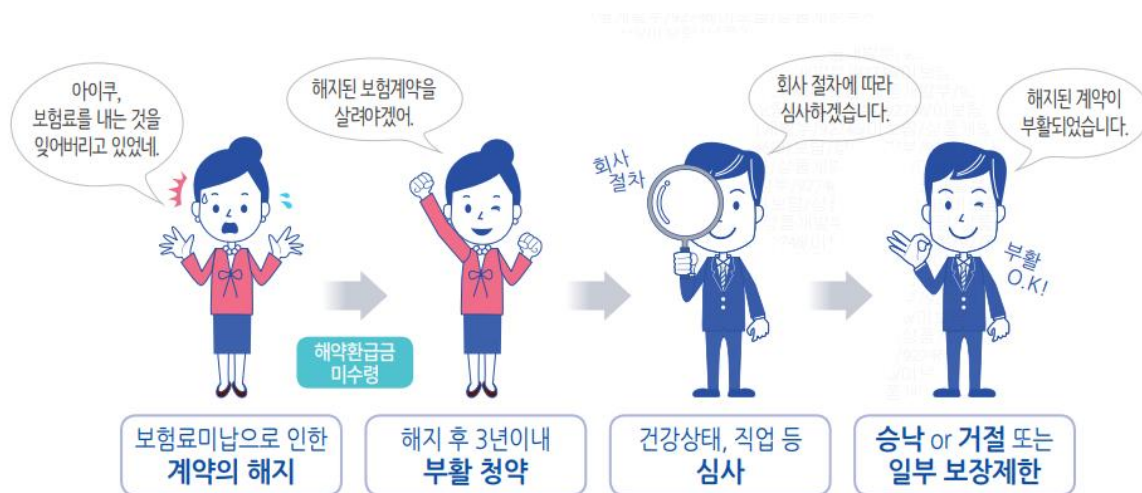 아이쿠,
보험료를 내는 것을
잊어버리고 있었네.
해지된 보험계약을
살려야겠어.
회사 절차에 따라
심사하겠습니다.
해지된 계약이
부활되었습니다.
회사
절차
부활
O.K!
해약환급금
미수령
보험료미납으로 인한
계약의 해지
해지 후 3년이내
부활 청약
건강상태, 직업 등
심사
승낙 or 거절 또는
일부 보장제한